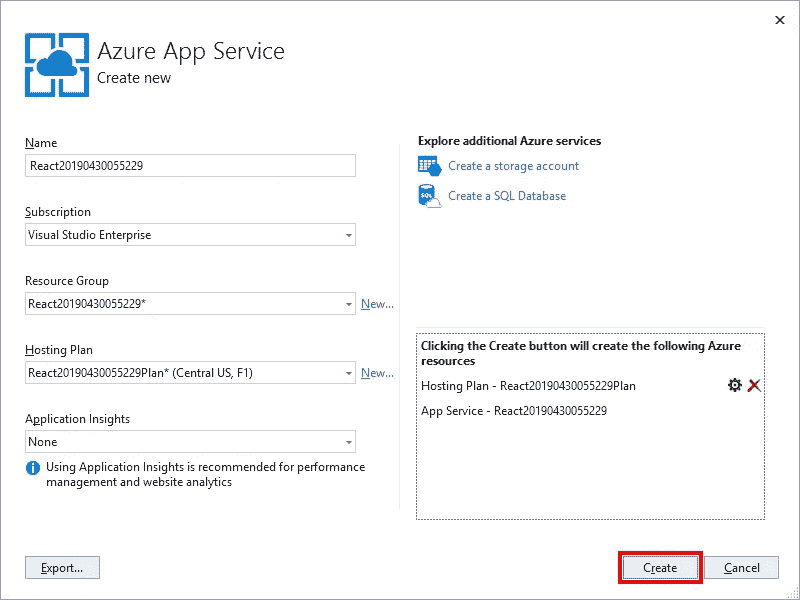 Azure App Service
Create new
Name
React20190430055229
Subscription
Visual Studio Enterprise
Resource Group
React20190430055229*
New...
Hosting Plan
React20190430055229Plan* (Central US, F1)
New...
Application Insights
None
i
Using Application Insights is recommended for performance
management and website analytics
Explore additional Azure services
Create a storage account
SQL
Create a SQL Database
Clicking the Create button will create the following Azure
resources
Hosting Plan - React20190430055229Plan
App Service - React20190430055229
Export...
Create
Cancel